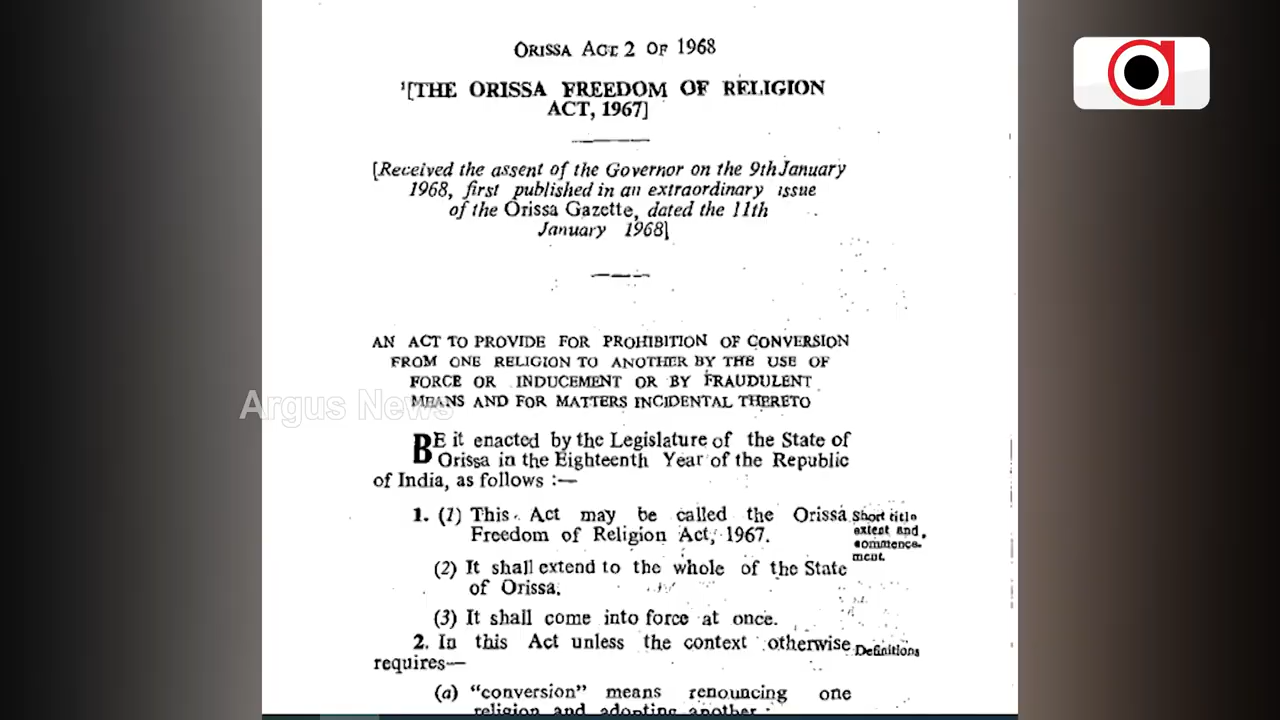 ORISSA ACT 2 OF 1968
¹[THE ORISSA FREEDOM OF RELIGION
ACT, 1967]
[Received the assent of the Governor on the 9th January
1968, first published in an extraordinary issue
of the Orissa Gazette, dated the 11th
January 1968]
AN ACT TO PROVIDE FOR PROHIBITION OF CONVERSION
FROM ONE RELIGION TO ANOTHER BY THE USE OF
FORCE OR INDUCEMENT OR BY FRAUDULENT
MEANS AND FOR MATTERS INCIDENTAL THERETO
Argus News
BE it enacted by the Legislature of the State of
Orissa in the Eighteenth Year of the Republic
of India, as follows :—
1. (1) This Act may be called the Orissa
Freedom of Religion Act, 1967.
Short title
extent and
commence-
ment.
(2) It shall extend to the whole of the State
of Orissa.
(3) It shall come into force at once.
2. In this Act unless the context otherwise
requires—
Definitions
(a) "conversion" means renouncing one
religion and adopting another ;